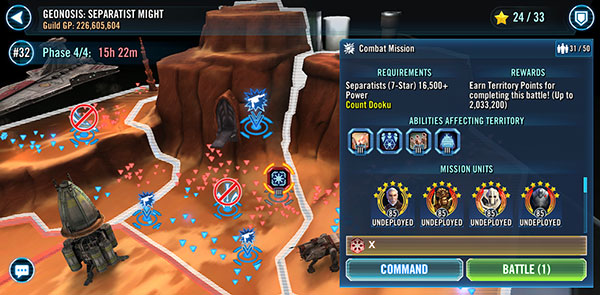 GEONOSIS: SEPARATIST MIGHT
Guild GP: 226,605,604
24 / 33
#32
Phase 4/4: 15h 22m
Combat Mission
31 / 50
REQUIREMENTS
Separatists (7-Star) 16,500+
Power
Count Dooku
REWARDS
Earn Territory Points for
completing this battle! (Up to
2,033,200)
ABILITIES AFFECTING TERRITORY
MISSION UNITS
85 85 85 85
UNDEPLOYED UNDEPLOYED UNDEPLOYED UNDEPLOYED
X
COMMAND
BATTLE (1)